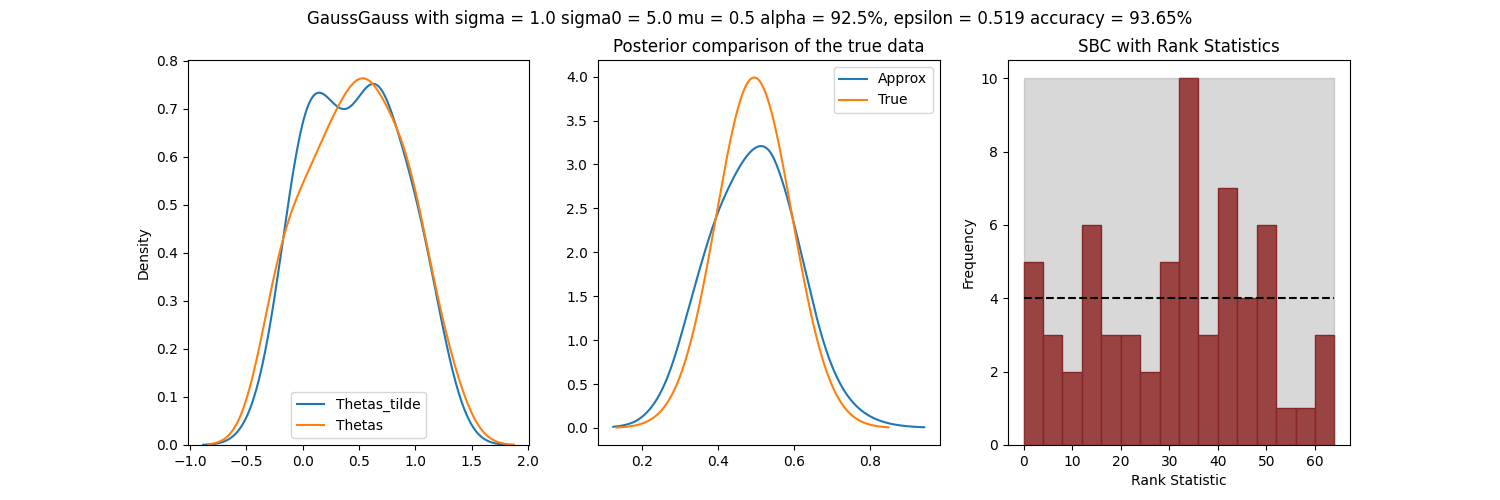 GaussGauss with sigma = 1.0 sigma0 = 5.0 mu = 0.5 alpha = 92.5%, epsilon = 0.519 accuracy = 93.65%
Density
0.8
0.7
0.6
0.5
0.4
0.3
0.2
0.1
0.0
Thetas_tilde
Thetas
−1.0 −0.5 0.0 0.5 1.0 1.5 2.0
Posterior comparison of the true data
Approx
True
4.0
3.5
3.0
2.5
2.0
1.5
1.0
0.5
0.0
0.2 0.4 0.6 0.8
SBC with Rank Statistics
Frequency
10
8
6
4
2
0
0 10 20 30 40 50 60
Rank Statistic